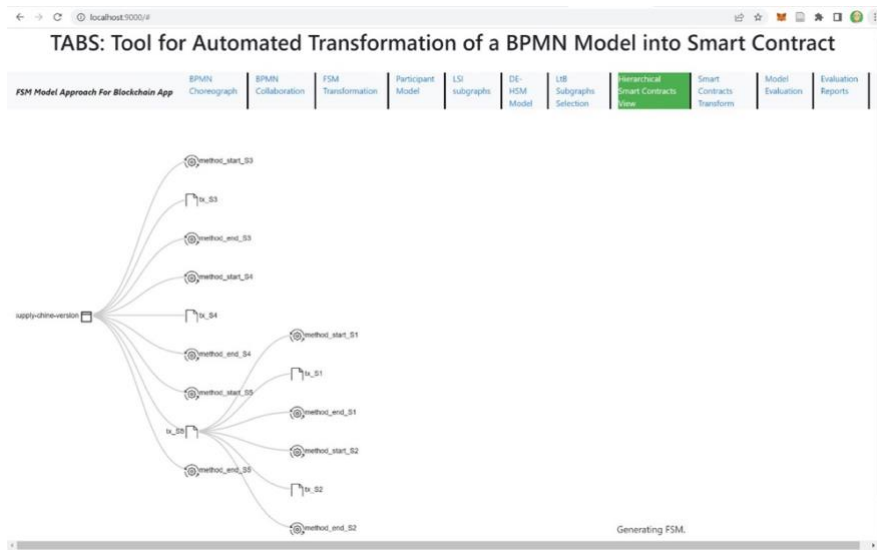 localhost:9000/#
TABS: Tool for Automated Transformation of a BPMN Model into Smart Contract
FSM Model Approach For Blockchain App
BPMN
Choreograph
BPMN
Collaboration
FSM
Transformation
Participant
Model
LSI
subgraphs
DE-
HSM
Model
LtB
Subgraphs
Selection
Hierarchical
Smart Contracts
View
Smart
Contracts
Transform
Model
Evaluation
Evaluation
Reports
method_start_S3
tx_S3
method_end_S3
method_start_S4
supply-chine-version
tx_S4
method_start_S1
method_end_S4
tx_S1
method_start_S5
method_end_S1
tx_S5
method_start_S2
method_end_S5
tx_S2
method_end_S2
Generating FSM.